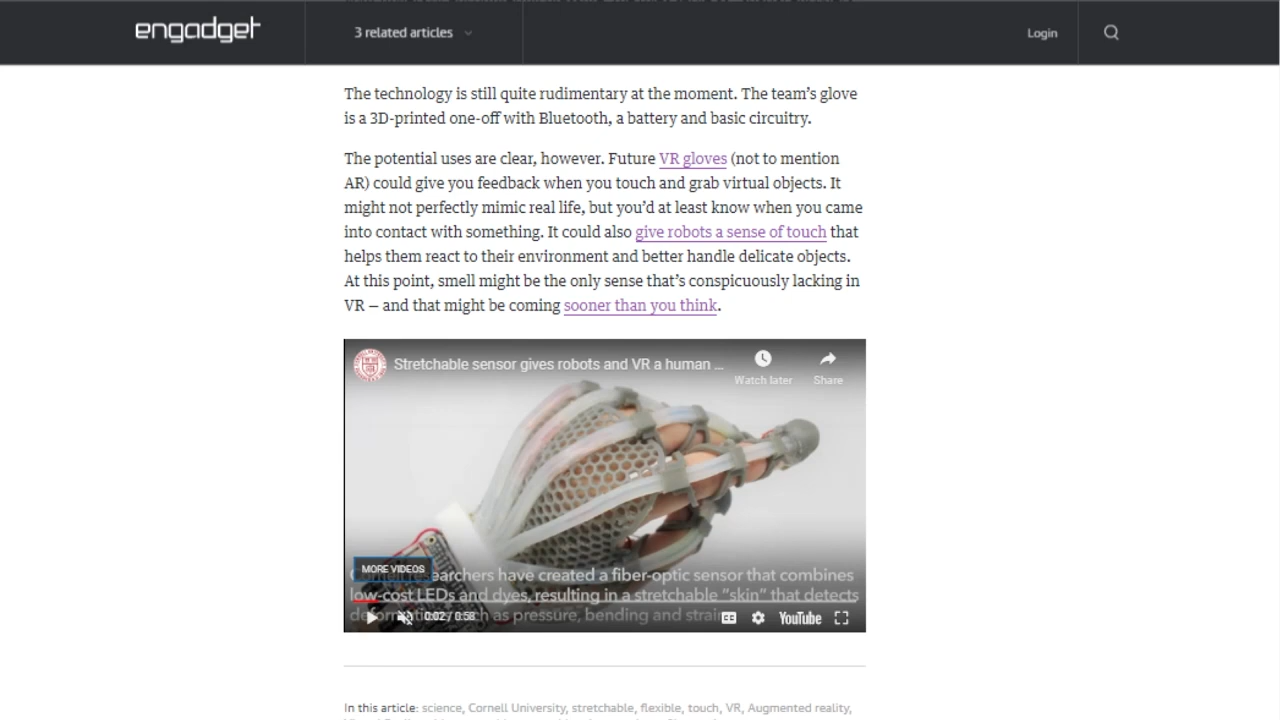 engadget
3 related articles
Login
The technology is still quite rudimentary at the moment. The team’s glove
is a 3D-printed one-off with Bluetooth, a battery and basic circuitry.
The potential uses are clear, however. Future VR gloves (not to mention
AR) could give you feedback when you touch and grab virtual objects. It
might not perfectly mimic real life, but you’d at least know when you came
into contact with something. It could also give robots a sense of touch that
helps them react to their environment and better handle delicate objects.
At this point, smell might be the only sense that’s conspicuously lacking in
VR – and that might be coming sooner than you think.
Stretchable sensor gives robots and VR a human ...
Watch later
Share
MORE VIDEOS
researchers have created a fiber-optic sensor that combines
low-cost LEDs and dyes, resulting in a stretchable "skin" that detects
such as pressure, bending and strain
0:02 / 0:58
CC
YouTube
In this article: science, Cornell University, stretchable, flexible, touch, VR, Augmented reality,